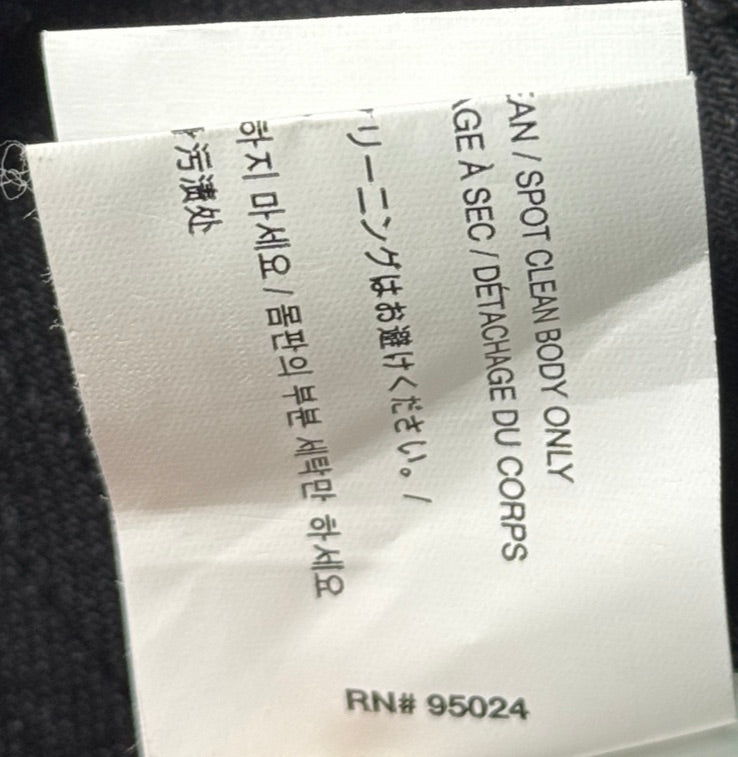 EAN / SPOT CLEAN BODY ONLY
AGE À SEC / DÉTACHAGE DU CORPS
リーニングはお避けください。/
하지 마세요 / 몸판의 부분 세탁만 하세요
污渍处
RN# 95024